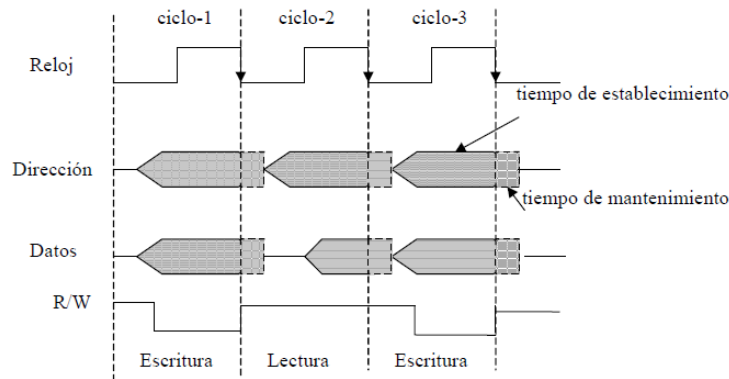 ciclo-1 ciclo-2 ciclo-3
Reloj
tiempo de establecimiento
Dirección
tiempo de mantenimiento
Datos
R/W
Escritura Lectura Escritura